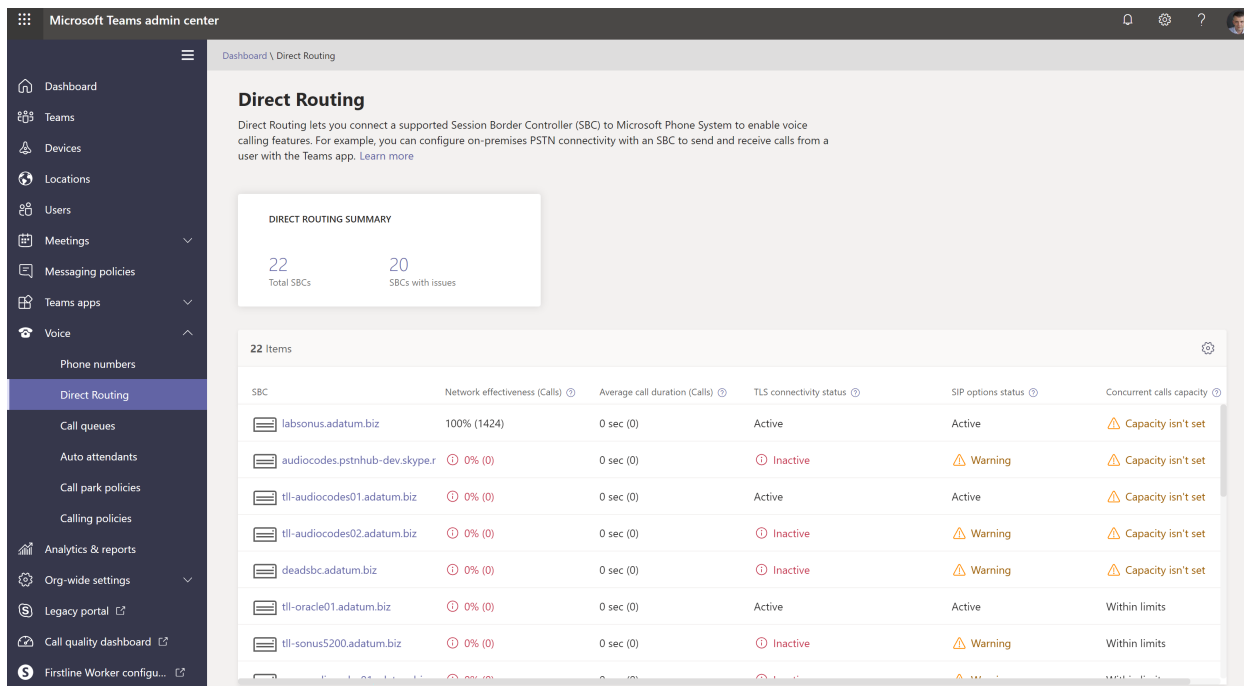 Microsoft Teams admin center
Dashboard \ Direct Routing
Dashboard
Teams
Devices
Locations
Users
Meetings
Messaging policies
Teams apps
Voice
Phone numbers
Direct Routing
Call queues
Auto attendants
Call park policies
Calling policies
Analytics & reports
Org-wide settings
Legacy portal
Call quality dashboard
Firstline Worker configu...
Direct Routing
Direct Routing lets you connect a supported Session Border Controller (SBC) to Microsoft Phone System to enable voice
calling features. For example, you can configure on-premises PSTN connectivity with an SBC to send and receive calls from a
user with the Teams app. Learn more
DIRECT ROUTING SUMMARY
22 20
Total SBCs SBCs with issues
22 Items
SBC Network effectiveness (Calls) Average call duration (Calls) TLS connectivity status SIP options status Concurrent calls capacity
labsonus.adatum.biz 100% (1424) 0 sec (0) Active Active Capacity isn't set
audiocodes.pstnhub-dev.skype.r 0% (0) 0 sec (0) Inactive Warning Capacity isn't set
tll-audiocodes01.adatum.biz 0% (0) 0 sec (0) Active Active Capacity isn't set
tll-audiocodes02.adatum.biz 0% (0) 0 sec (0) Inactive Warning Capacity isn't set
deadsbc.adatum.biz 0% (0) 0 sec (0) Inactive Warning Capacity isn't set
tll-oracle01.adatum.biz 0% (0) 0 sec (0) Active Active Within limits
tll-sonus5200.adatum.biz 0% (0) 0 sec (0) Inactive Warning Within limits